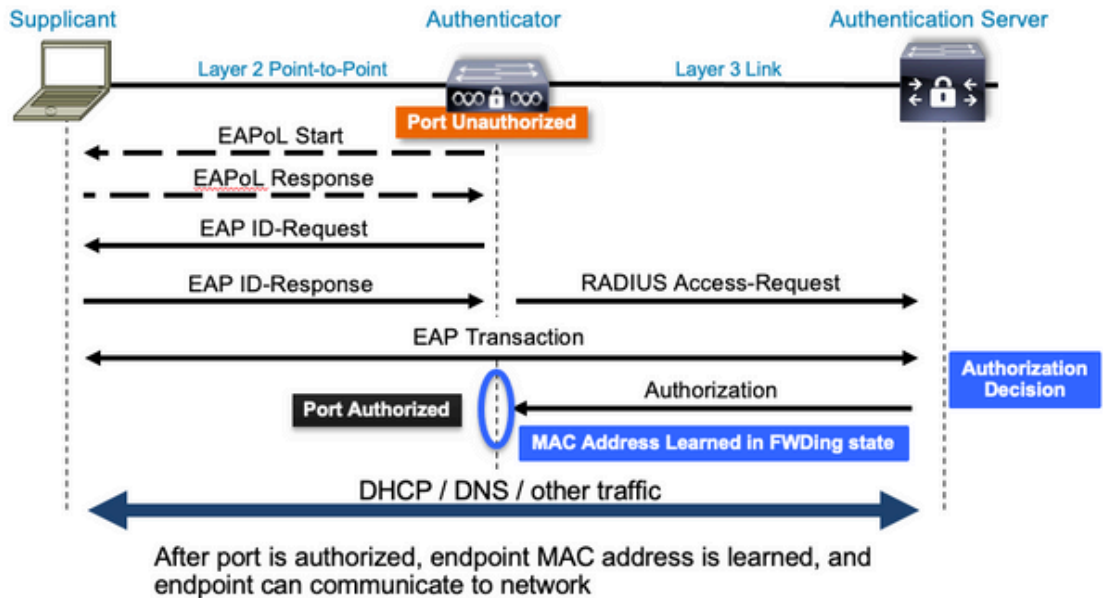 Supplicant
Authenticator
Authentication Server
Layer 2 Point-to-Point
Layer 3 Link
Port Unauthorized
EAPoL Start
EAPoL Response
EAP ID-Request
EAP ID-Response
RADIUS Access-Request
EAP Transaction
Authorization
Decision
Port Authorized
Authorization
MAC Address Learned in FWDing state
DHCP / DNS / other traffic
After port is authorized, endpoint MAC address is learned, and
endpoint can communicate to network